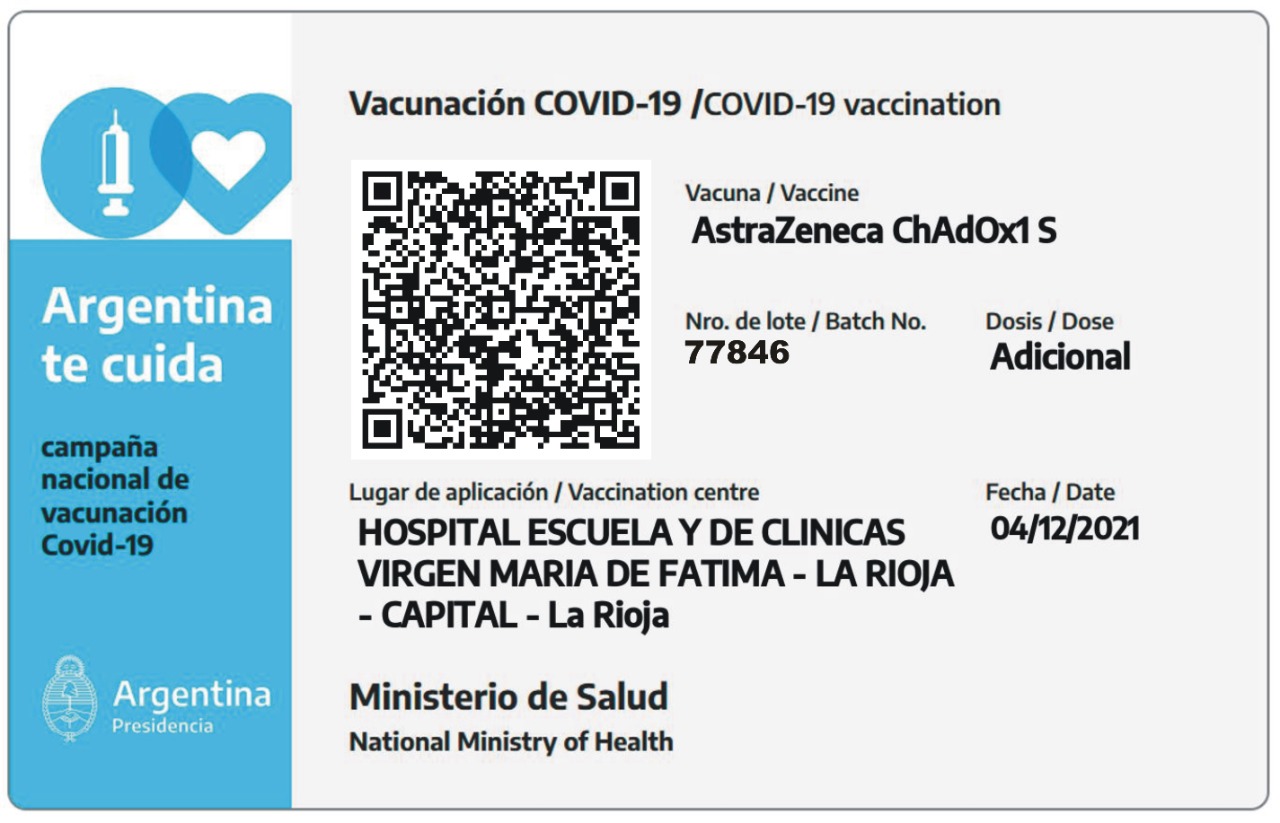 Vacunación COVID-19 /COVID-19 vaccination
Vacuna / Vaccine
AstraZeneca ChAdOx1 S
Nro. de lote / Batch No.
77846
Dosis / Dose
Adicional
Lugar de aplicación / Vaccination centre
HOSPITAL ESCUELA Y DE CLINICAS
VIRGEN MARIA DE FATIMA - LA RIOJA
- CAPITAL - La Rioja
Fecha / Date
04/12/2021
Ministerio de Salud
National Ministry of Health
Argentina
te cuida
campaña
nacional de
vacunación
Covid-19
Argentina
Presidencia